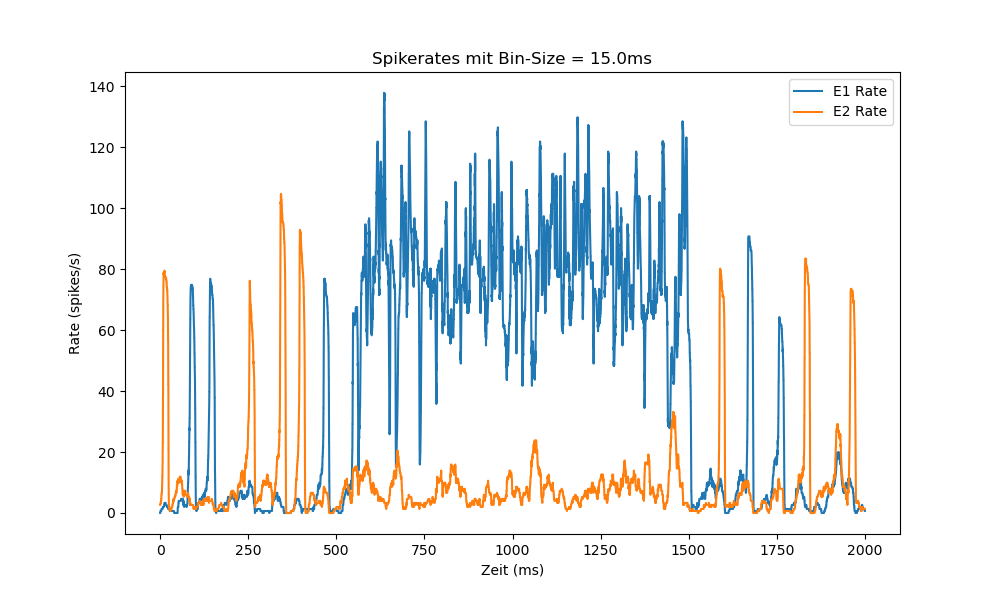 Spikerates mit Bin-Size = 15.0ms
E1 Rate
E2 Rate
140
120
100
80
60
40
20
0
Rate (spikes/s)
0 250 500 750 1000 1250 1500 1750 2000
Zeit (ms)